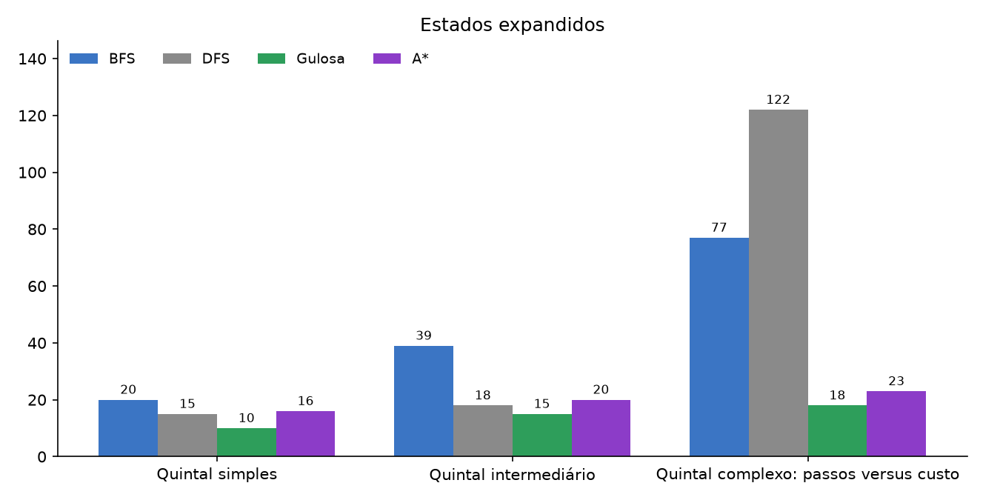 Estados expandidos
BFS DFS Gulosa A*
140
120
100
80
60
40
20
0
20 15 10 16
39 18 15 20
77 122 18 23
Quintal simples
Quintal intermediário
Quintal complexo: passos versus custo